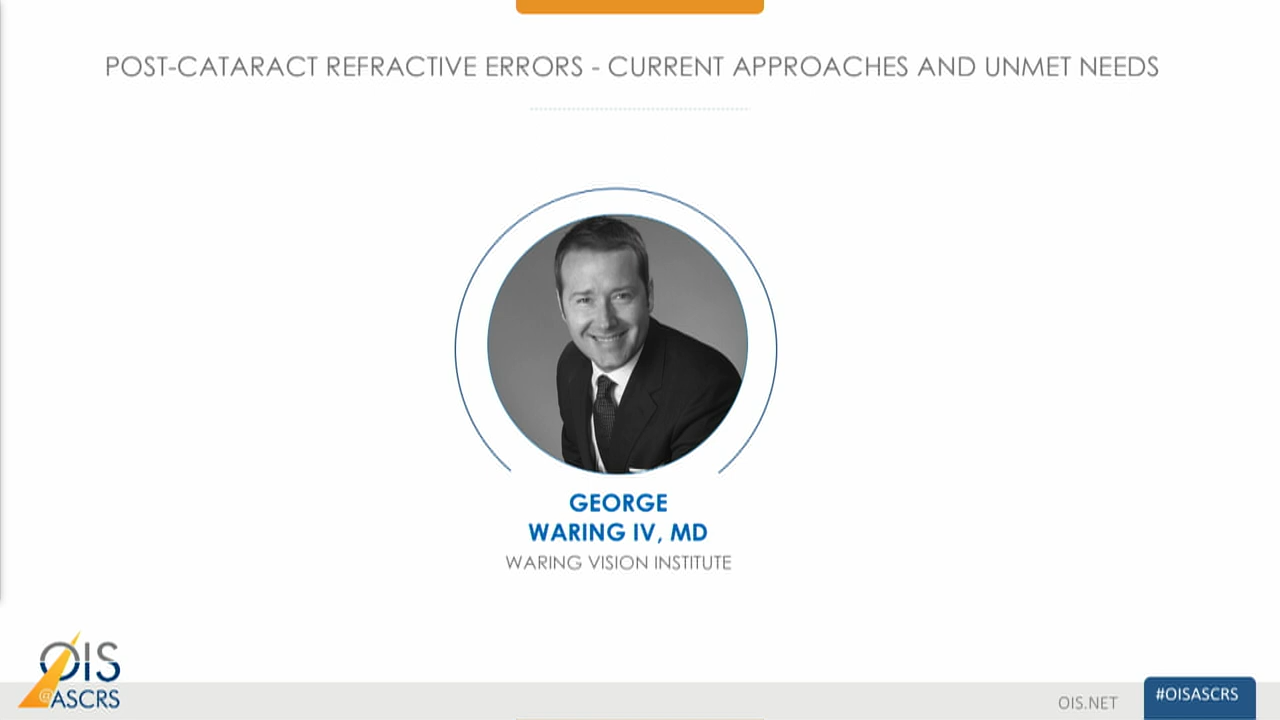 POST-CATARACT REFRACTIVE ERRORS - CURRENT APPROACHES AND UNMET NEEDS
GEORGE
WARING IV, MD
WARING VISION INSTITUTE
OIS
@ASCRS
OIS.NET
#OISASCRS